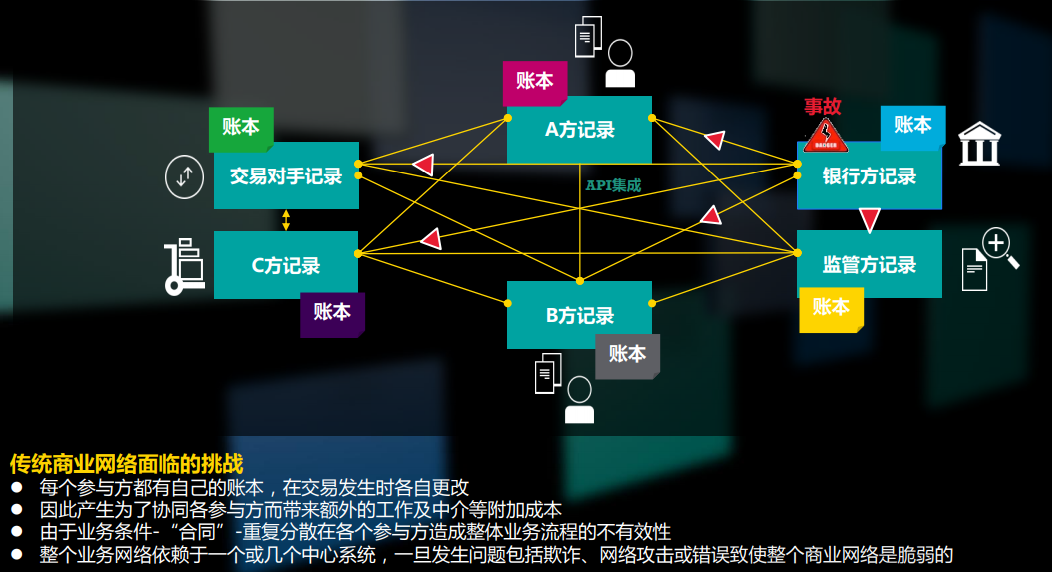 账本
A方记录
事故
DANGER
账本
账本
交易对手记录
银行方记录
API集成
C方记录
监管方记录
账本
B方记录
账本
账本
传统商业网络面临的挑战
● 每个参与方都有自己的账本，在交易发生时各自更改
● 因此产生为了协同各参与方而带来额外的工作及中介等附加成本
● 由于业务条件-“合同”-重复分散在各个参与方造成整体业务流程的不有效性
● 整个业务网络依赖于一个或几个中心系统，一旦发生问题包括欺诈、网络攻击或错误致使整个商业网络是脆弱的